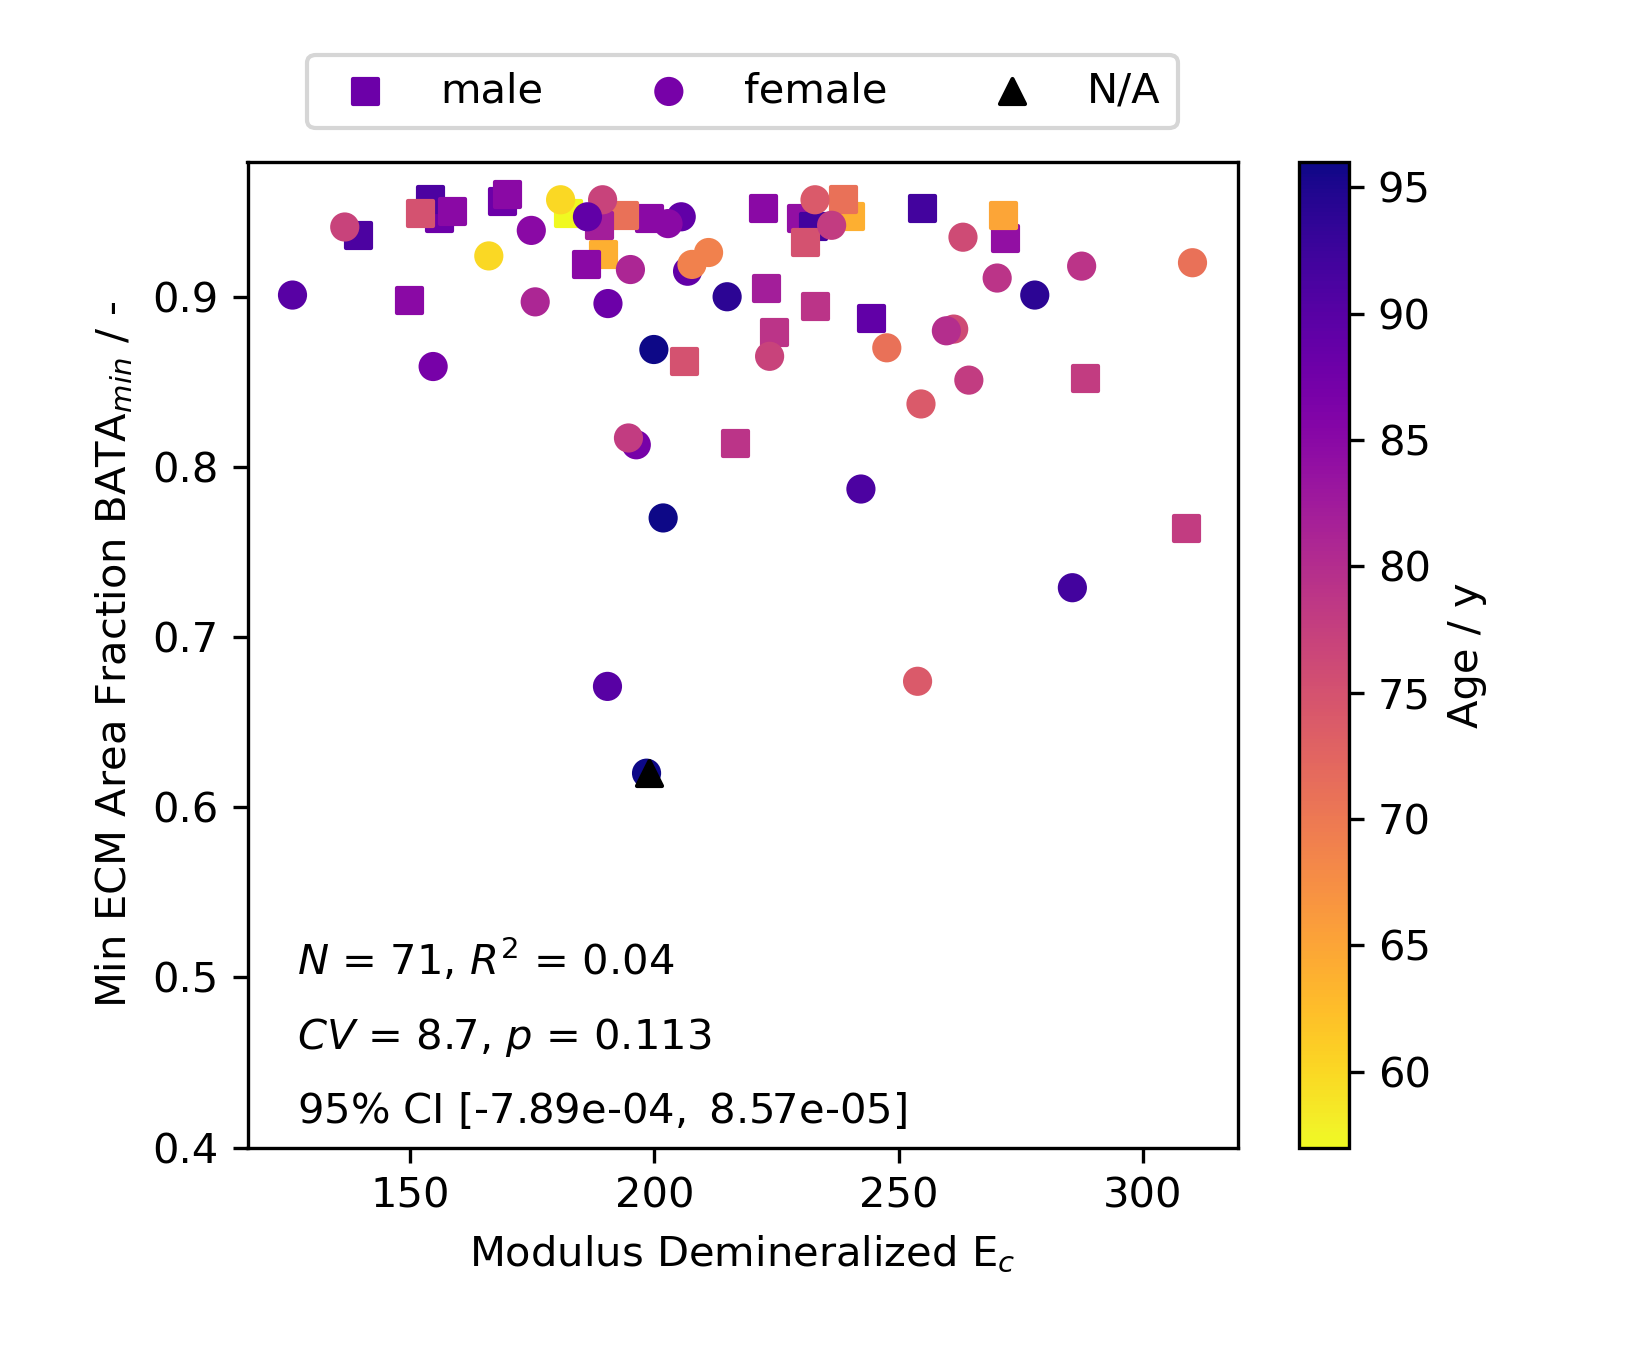 male female N/A
Min ECM Area Fraction BATA_min / -
0.9
0.8
0.7
0.6
0.5
0.4
N = 71, R² = 0.04
CV = 8.7, p = 0.113
95% CI [-7.89e-04, 8.57e-05]
150 200 250 300
Modulus Demineralized E_c
95
90
85
80
75
70
65
60
Age / y